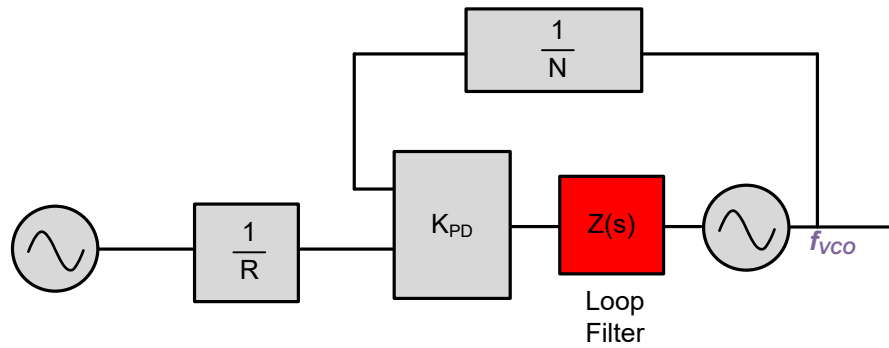 1
N
1
R
K_PD
Z(s)
f_VCO
Loop
Filter